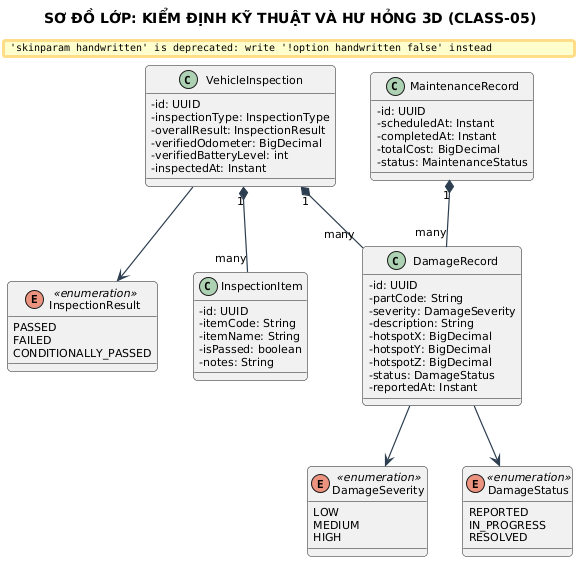 SƠ ĐỒ LỚP: KIỂM ĐỊNH KỸ THUẬT VÀ HƯ HỎNG 3D (CLASS-05)
'skinparam handwritten' is deprecated: write '!option handwritten false' instead
C VehicleInspection
-id: UUID
-inspectionType: InspectionType
-overallResult: InspectionResult
-verifiedOdometer: BigDecimal
-verifiedBatteryLevel: int
-inspectedAt: Instant
C MaintenanceRecord
-id: UUID
-scheduledAt: Instant
-completedAt: Instant
-totalCost: BigDecimal
-status: MaintenanceStatus
1
1
1
many
many
many
E <<enumeration>>
InspectionResult
PASSED
FAILED
CONDITIONALLY_PASSED
C InspectionItem
-id: UUID
-itemCode: String
-itemName: String
-isPassed: boolean
-notes: String
C DamageRecord
-id: UUID
-partCode: String
-severity: DamageSeverity
-description: String
-hotspotX: BigDecimal
-hotspotY: BigDecimal
-hotspotZ: BigDecimal
-status: DamageStatus
-reportedAt: Instant
E <<enumeration>>
DamageSeverity
LOW
MEDIUM
HIGH
E <<enumeration>>
DamageStatus
REPORTED
IN_PROGRESS
RESOLVED